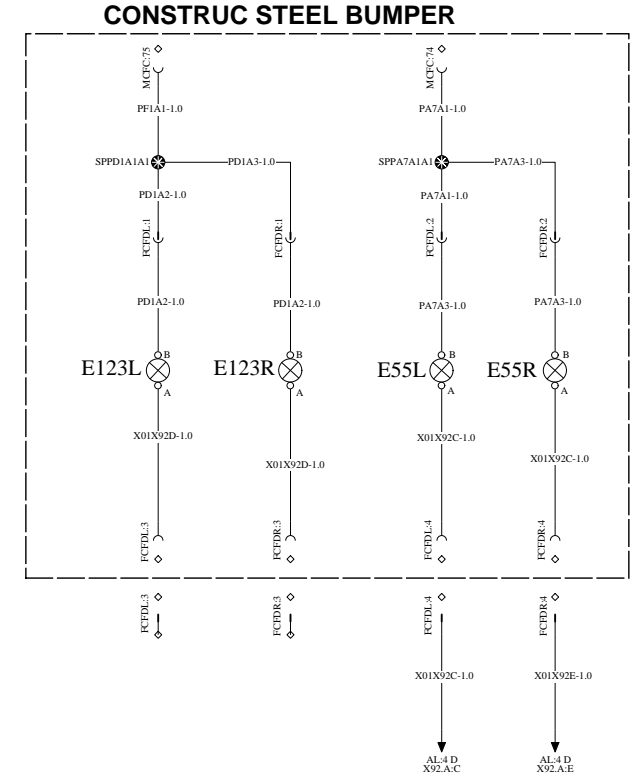 CONSTRUC STEEL BUMPER
MCFC:75
MCFC:74
PF1A1-1.0
PA7A1-1.0
SPPD1A1A1
PD1A3-1.0
SPPA7A1A1
PA7A3-1.0
PD1A2-1.0
PA7A1-1.0
FCFDL:1
FCFDR:1
FCFDL:2
FCFDR:2
PD1A2-1.0
PD1A2-1.0
PA7A3-1.0
PA7A3-1.0
B
B
B
B
E123L
E123R
E55L
E55R
A
A
A
A
X01X92D-1.0
X01X92C-1.0
X01X92D-1.0
X01X92C-1.0
FCFDL:3
FCFDR:3
FCFDL:4
FCFDR:4
FCFDL:3
FCFDR:3
FCFDL:4
FCFDR:4
X01X92C-1.0
X01X92E-1.0
AL:4 D
X92.A:C
AL:4 D
X92.A:E